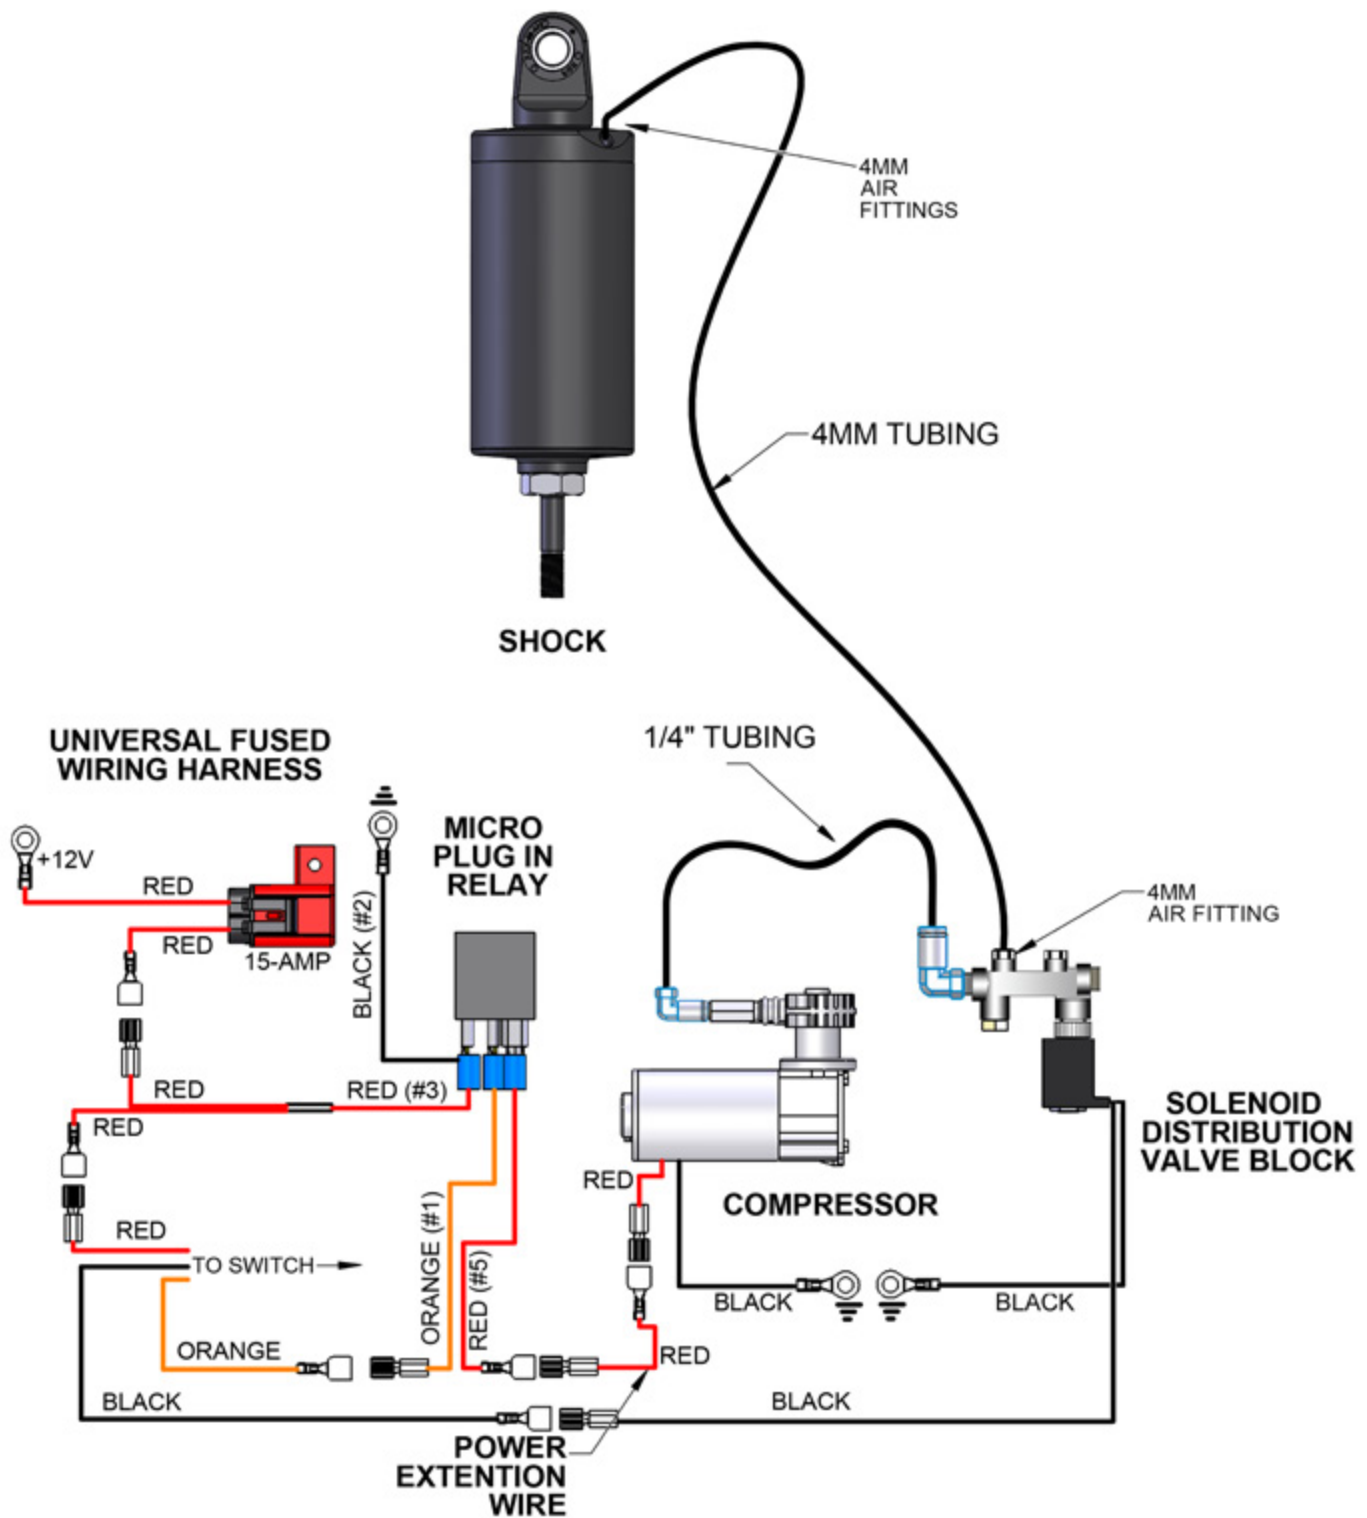 4MM
AIR
FITTINGS
4MM TUBING
SHOCK
UNIVERSAL FUSED
WIRING HARNESS
1/4" TUBING
+12V
RED
RED
15-AMP
BLACK (#2)
MICRO
PLUG IN
RELAY
4MM
AIR FITTING
RED
RED (#3)
RED
RED
TO SWITCH
ORANGE
BLACK
ORANGE (#1)
RED (#5)
RED
COMPRESSOR
SOLENOID
DISTRIBUTION
VALVE BLOCK
BLACK
BLACK
RED
BLACK
POWER
EXTENTION
WIRE